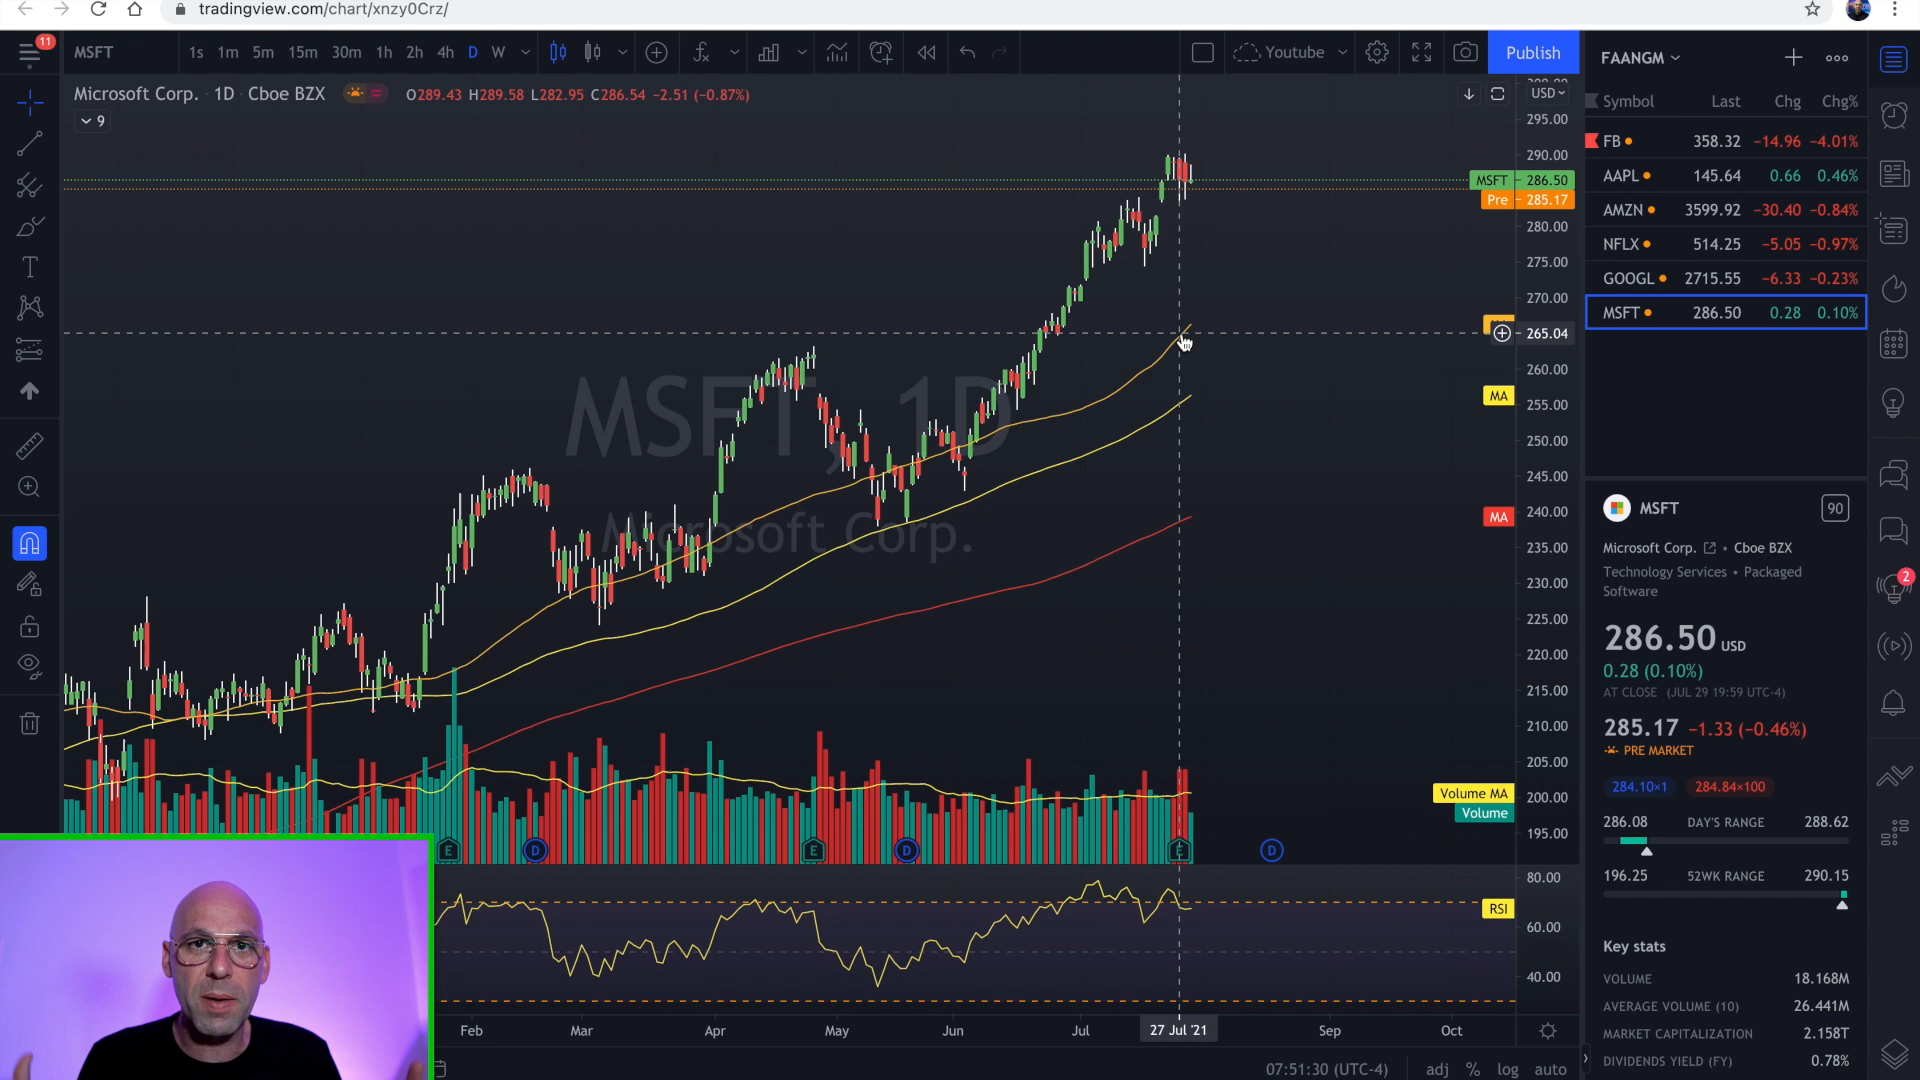 tradingview.com/chart/xnzy0Crz/
11
MSFT 1s 1m 5m 15m 30m 1h 2h 4h D W Youtube Publish
Microsoft Corp. · 1D · Cboe BZX O289.43 H289.58 L282.95 C286.54 −2.51 (−0.87%)
9
USD
295.00
290.00
MSFT 286.50
Pre 285.17
280.00
275.00
270.00
265.04
260.00
MA
255.00
250.00
245.00
240.00
MA
235.00
230.00
225.00
220.00
215.00
210.00
205.00
200.00
195.00
MSFT, 1D
Microsoft Corp.
Volume MA
Volume
E D E D E D
80.00
RSI
60.00
40.00
Feb Mar Apr May Jun Jul 27 Jul '21 Sep Oct
07:51:30 (UTC-4) adj % log auto
FAANGM
Symbol Last Chg Chg%
FB 358.32 −14.96 −4.01%
AAPL 145.64 0.66 0.46%
AMZN 3599.92 −30.40 −0.84%
NFLX 514.25 −5.05 −0.97%
GOOGL 2715.55 −6.33 −0.23%
MSFT 286.50 0.28 0.10%
MSFT 90
Microsoft Corp. • Cboe BZX
Technology Services • Packaged
Software
286.50 USD
0.28 (0.10%)
AT CLOSE (JUL 29 19:59 UTC-4)
285.17 −1.33 (−0.46%)
PRE MARKET
284.10×1 284.84×100
286.08 DAY'S RANGE 288.62
196.25 52WK RANGE 290.15
Key stats
VOLUME 18.168M
AVERAGE VOLUME (10) 26.441M
MARKET CAPITALIZATION 2.158T
DIVIDENDS YIELD (FY) 0.78%
2